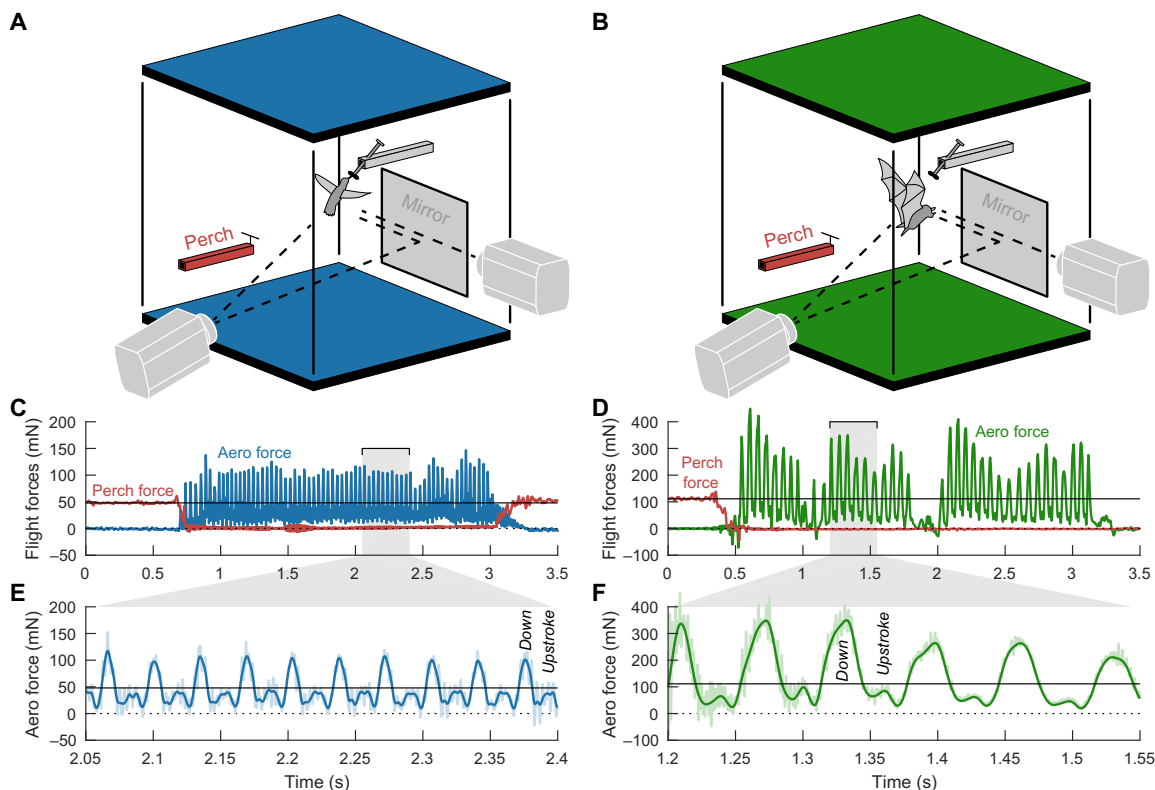 A
B
Perch
Mirror
Perch
Mirror
C
D
Flight forces (mN)
200
150
100
50
0
–50
Aero force
Perch force
0
0.5
1
1.5
2
2.5
3
3.5
Flight forces (mN)
400
300
200
100
0
–100
Perch
force
Aero force
0
0.5
1
1.5
2
2.5
3
3.5
E
F
Aero force (mN)
200
150
100
50
0
–50
Down
Upstroke
2.05
2.1
2.15
2.2
2.25
2.3
2.35
2.4
Time (s)
Aero force (mN)
400
300
200
100
0
–100
Down
Upstroke
1.2
1.25
1.3
1.35
1.4
1.45
1.5
1.55
Time (s)